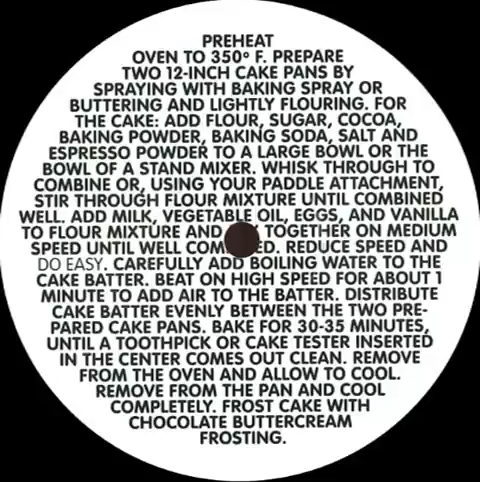 PREHEAT
OVEN TO 350° F. PREPARE
TWO 12-INCH CAKE PANS BY
SPRAYING WITH BAKING SPRAY OR
BUTTERING AND LIGHTLY FLOURING. FOR
THE CAKE: ADD FLOUR, SUGAR, COCOA,
BAKING POWDER, BAKING SODA, SALT AND
ESPRESSO POWDER TO A LARGE BOWL OR THE
BOWL OF A STAND MIXER. WHISK THROUGH TO
COMBINE OR, USING YOUR PADDLE ATTACHMENT,
STIR THROUGH FLOUR MIXTURE UNTIL COMBINED
WELL. ADD MILK, VEGETABLE OIL, EGGS, AND VANILLA
TO FLOUR MIXTURE AND TOGETHER ON MEDIUM
SPEED UNTIL WELL COM ED. REDUCE SPEED AND
DO EASY. CAREFULLY ADD BOILING WATER TO THE
CAKE BATTER. BEAT ON HIGH SPEED FOR ABOUT 1
MINUTE TO ADD AIR TO THE BATTER. DISTRIBUTE
CAKE BATTER EVENLY BETWEEN THE TWO PRE-
PARED CAKE PANS. BAKE FOR 30-35 MINUTES,
UNTIL A TOOTHPICK OR CAKE TESTER INSERTED
IN THE CENTER COMES OUT CLEAN. REMOVE
FROM THE OVEN AND ALLOW TO COOL.
REMOVE FROM THE PAN AND COOL
COMPLETELY. FROST CAKE WITH
CHOCOLATE BUTTERCREAM
FROSTING.